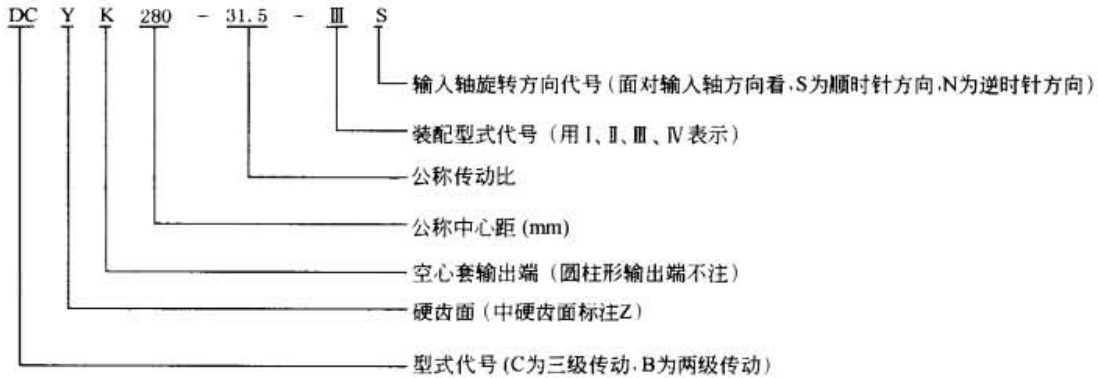 DC Y K 280 - 31.5 - Ⅲ S
输入轴旋转方向代号(面对输入轴方向看,S为顺时针方向,N为逆时针方向)
装配型式代号(用Ⅰ、Ⅱ、Ⅲ、Ⅳ表示)
公称传动比
公称中心距(mm)
空心套输出端(圆柱形输出端不注)
硬齿面(中硬齿面标注Z)
型式代号(C为三级传动,B为两级传动)